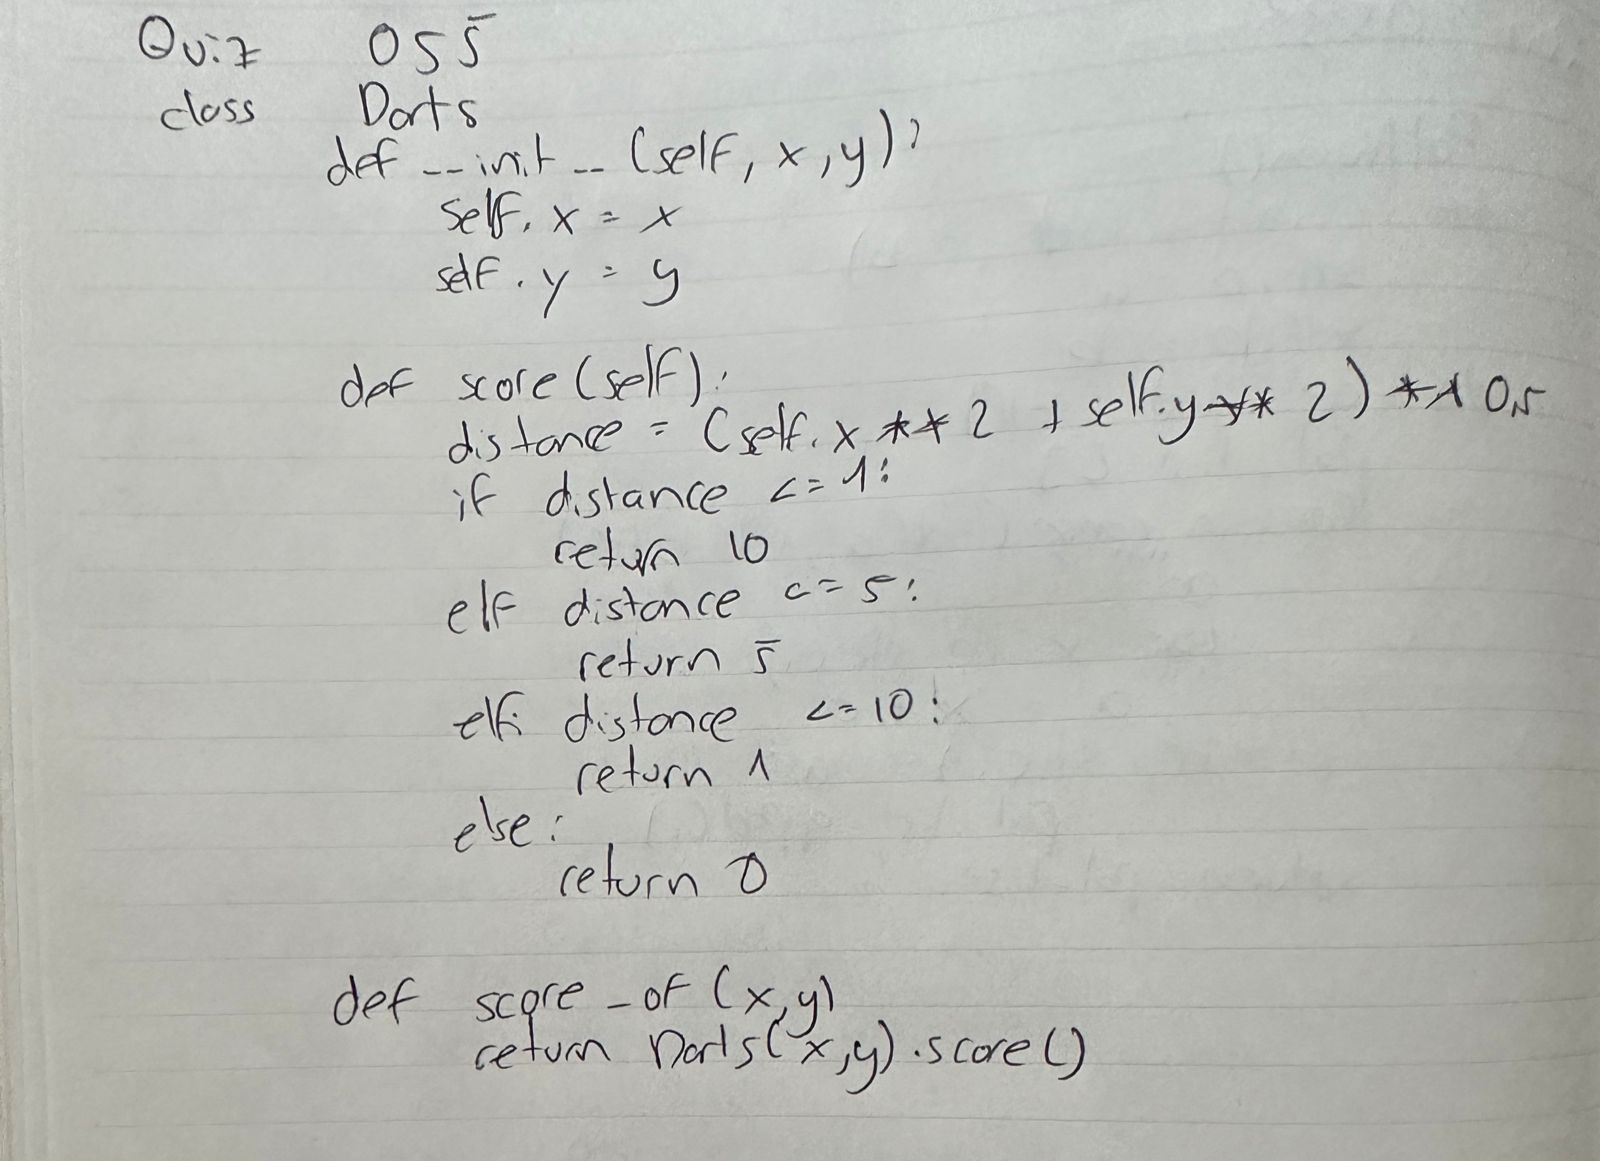 Quiz 055
class Darts
def __init__(self, x, y):
self.x = x
self.y = y
def score(self):
distance = (self.x ** 2 + self.y ** 2) ** 0.5
if distance <= 1:
return 10
elf distance <= 5:
return 5
elfi distance <= 10:
return 1
else:
return 0
def score_of(x,y)
return Darts(x,y).score()